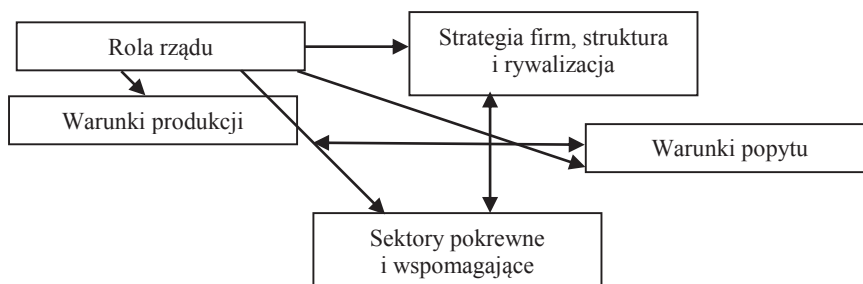 Rola rządu
Strategia firm, struktura
i rywalizacja
Warunki produkcji
Warunki popytu
Sektory pokrewne
i wspomagające